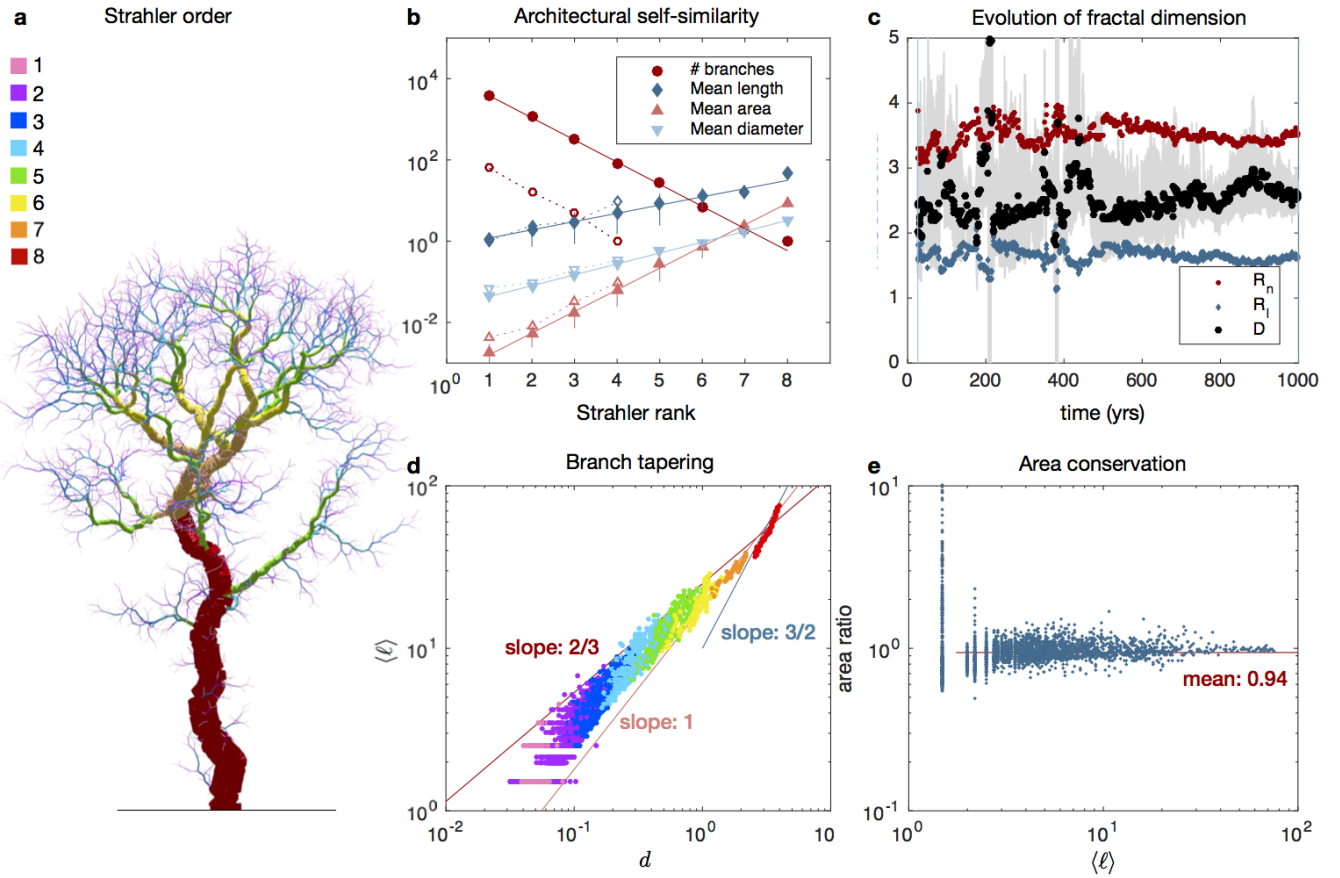 a
Strahler order
1
2
3
4
5
6
7
8
b
Architectural self-similarity
# branches
Mean length
Mean area
Mean diameter
10^4
10^2
10^0
10^-2
10^0
1 2 3 4 5 6 7 8
Strahler rank
c
Evolution of fractal dimension
5
4
3
2
1
0
R_n
R_l
D
0 200 400 600 800 1000
time (yrs)
d
Branch tapering
10^2
10^1
10^0
⟨ℓ⟩
slope: 2/3
slope: 3/2
slope: 1
10^-2 10^-1 10^0 10
d
e
Area conservation
10^1
10^0
10^-1
area ratio
mean: 0.94
10^0 10^1 10^2
⟨ℓ⟩